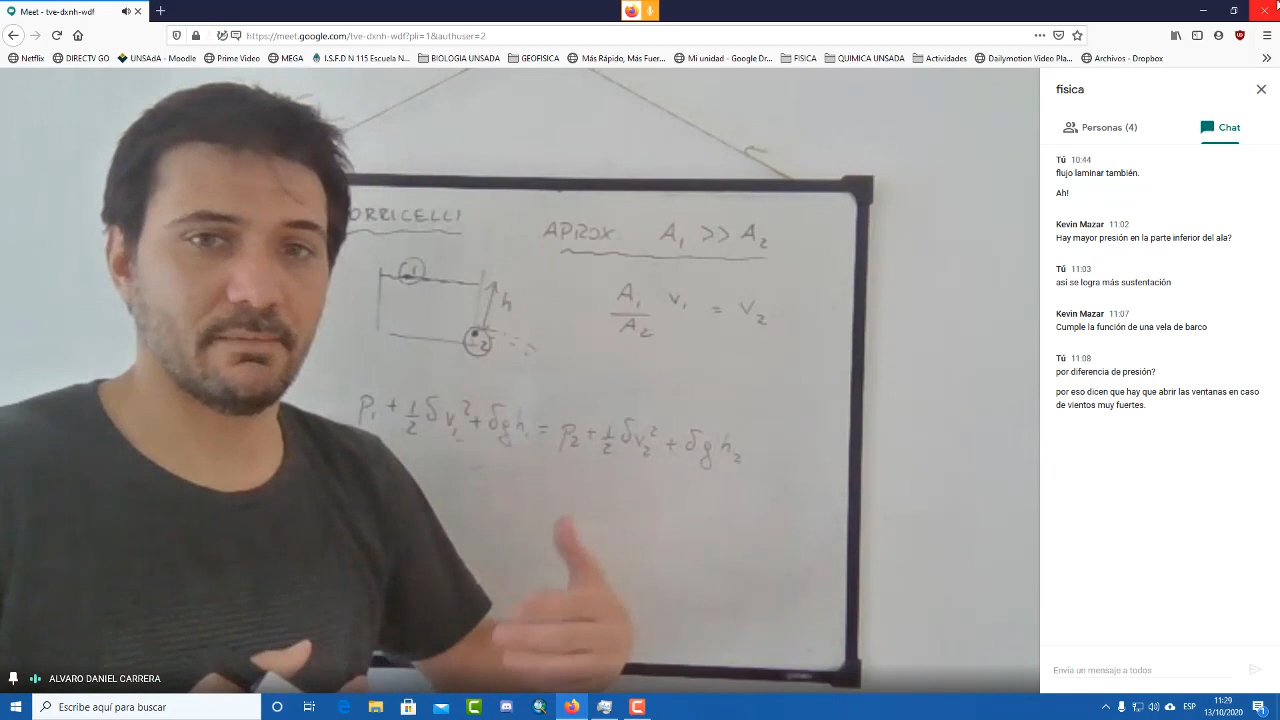 Meet - tve-dxnh-wdf
https://meet.google.com/tve-dxnh-wdf?pli=1&authuser=2
Netflix
DIRECTV GO
UNSAdA - Moodle
Prime Video
MEGA
I.S.F.D N 115 Escuela N...
BIOLOGIA UNSADA
GEOFISICA
Más Rápido, Más Fuer...
Mi unidad - Google Dr...
FISICA
QUIMICA UNSADA
Actividades
Dailymotion Video Pla...
Archivos - Dropbox
ORRICELLI
APROX. A₁ >> A₂
1
h
2
A₁/A₂ v₁ = v₂
p₁ + 1/2 δ v₁² + δgh₁ = p₂ + 1/2 δv₂² + δgh₂
ALVARO DANIEL CARRERA
fisica
Personas (4)
Chat
Tú 10:44
flujo laminar también.
Ah!
Kevin Mazar 11:02
Hay mayor presión en la parte inferior del ala?
Tú 11:03
asi se logra más sustentación
Kevin Mazar 11:07
Cumple la función de una vela de barco
Tú 11:08
por diferencia de presión?
por eso dicen que hay que abrir las ventanas en caso
de vientos muy fuertes.
Envía un mensaje a todos
Escribe aquí para buscar
ESP
11:29
13/10/2020
1